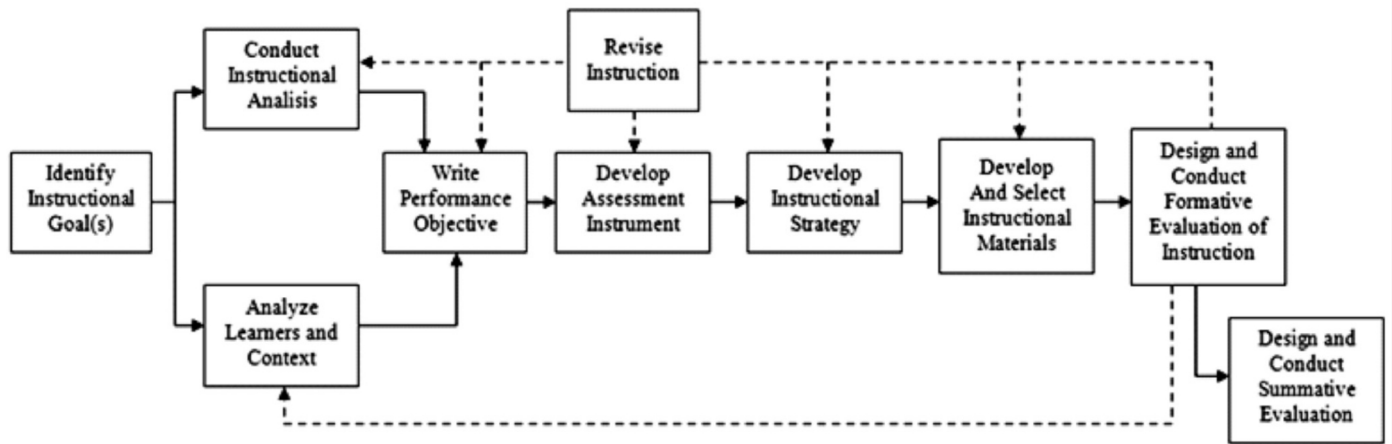 Conduct
Instructional
Analisis
Revise
Instruction
Identify
Instructional
Goal(s)
Write
Performance
Objective
Develop
Assessment
Instrument
Develop
Instructional
Strategy
Develop
And Select
Instructional
Materials
Design and
Conduct
Formative
Evaluation of
Instruction
Analyze
Learners and
Context
Design and
Conduct
Summative
Evaluation